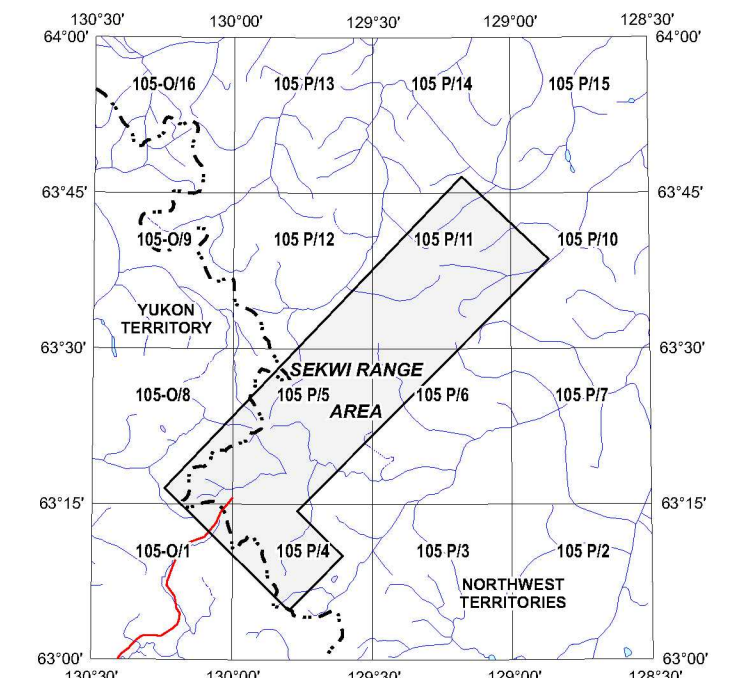 130°30' 130°00' 129°30' 129°00' 128°30'
64°00' 64°00'
105-O/16 105 P/13 105 P/14 105 P/15
63°45' 63°45'
105-O/9 105 P/12 105 P/11 105 P/10
YUKON
TERRITORY
63°30' 63°30'
SEKWI RANGE
105-O/8 105 P/5 105 P/6 105 P/7
AREA
63°15' 63°15'
105-O/1 105 P/4 105 P/3 105 P/2
NORTHWEST
TERRITORIES
63°00' 63°00'
130°30' 130°00' 129°30' 129°00' 128°30'